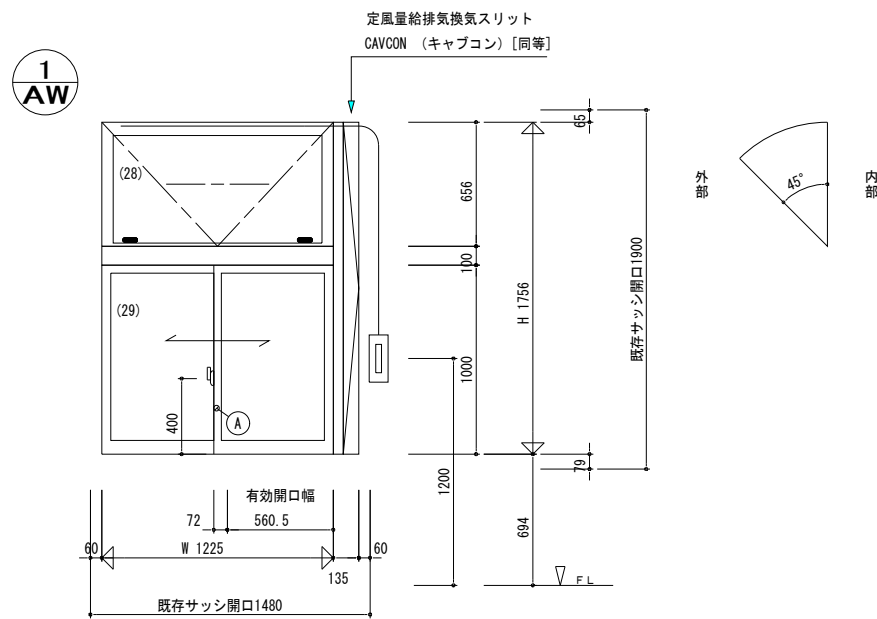 定風量給排気換気スリット
CAVCON （キャブコン）[同等]
1
AW
65
(28)
656
45°
外部
内部
100
H 1756
既存サッシ開口1900
(29)
1000
400
A
79
1200
有効開口幅
72
560.5
694
60
W 1225
60
135
FL
既存サッシ開口1480